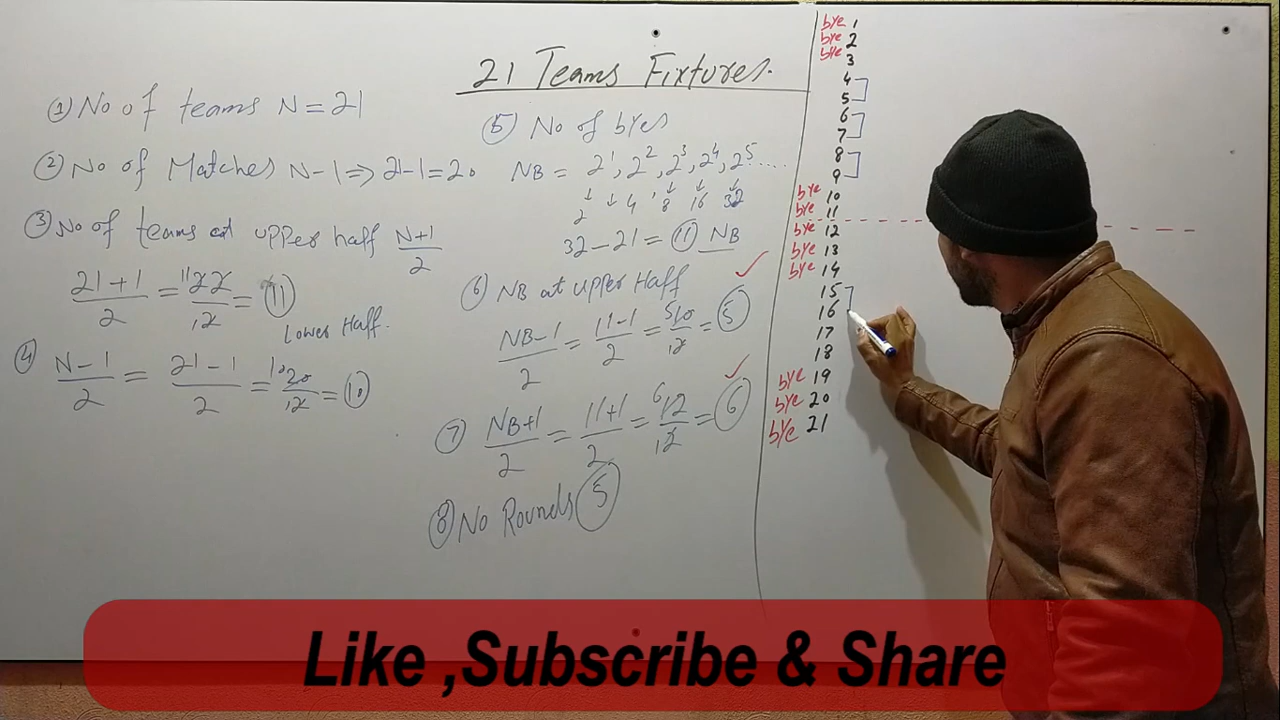 21 Teams Fixtures.
① No of teams N = 21
② No of Matches N-1 ⇒ 21-1 = 20
③ No of teams at upper half N+1/2
21+1/2 = 22/2 = 11
Lower Half.
④ N-1/2 = 21-1/2 = 20/2 = 10
⑤ No of byes
NB = 2¹, 2², 2³, 2⁴, 2⁵ .....
2 4 8 16 32
32-21 = 11 NB
⑥ NB at upper Half
NB-1/2 = 11-1/2 = 10/2 = 5
⑦ NB+1/2 = 11+1/2 = 12/2 = 6
⑧ No Rounds 5
bye 1
bye 2
bye 3
4
5
6
7
8
9
bye 10
bye 11
bye 12
bye 13
bye 14
15
16
17
18
bye 19
bye 20
bye 21
Like ,Subscribe & Share